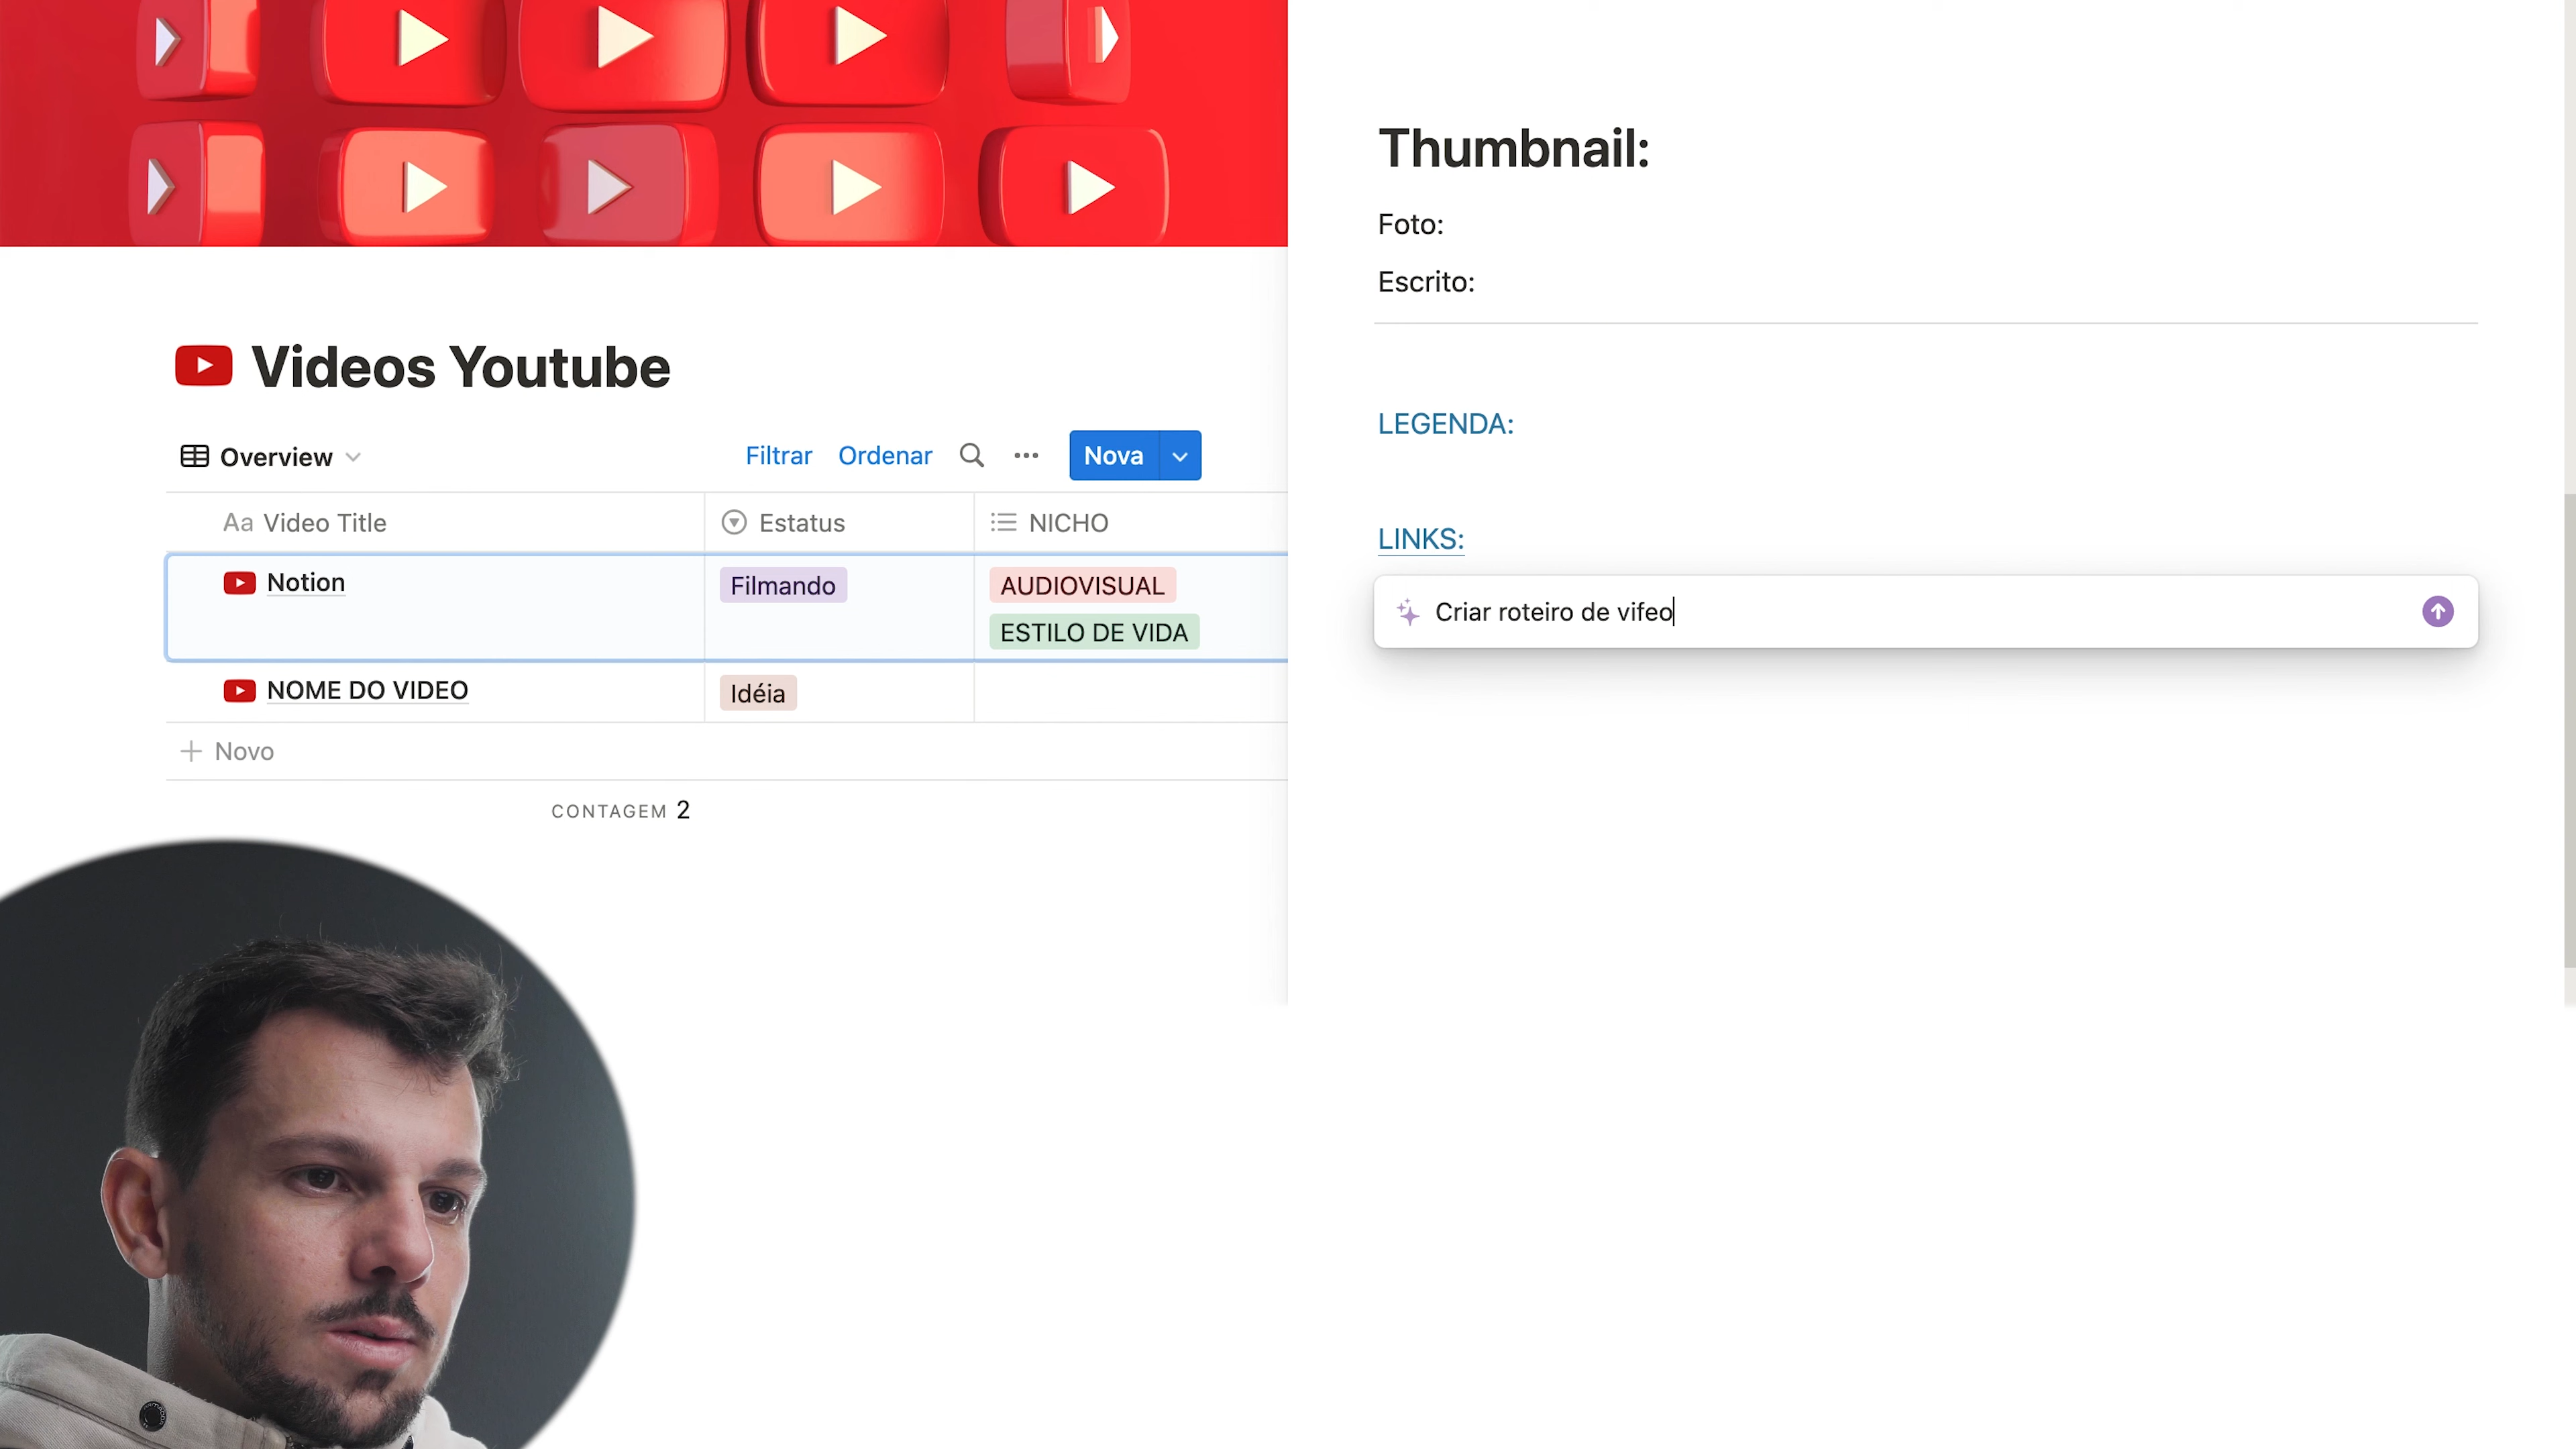 Videos Youtube
Overview
Filtrar Ordenar Nova
Aa Video Title Estatus NICHO
Notion Filmando AUDIOVISUAL
ESTILO DE VIDA
NOME DO VIDEO Idéia
Novo
CONTAGEM 2
Thumbnail:
Foto:
Escrito:
LEGENDA:
LINKS:
Criar roteiro de vifeo